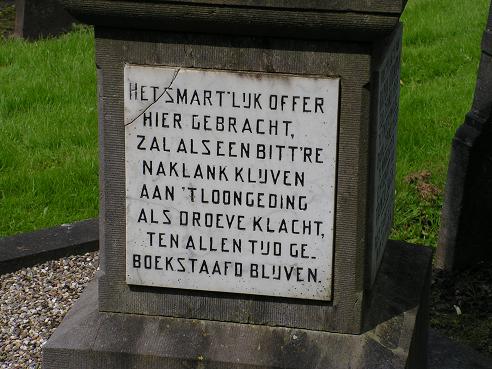 HET SMART'LIJK OFFER
HIER GEBRACHT,
ZAL ALS EEN BITT'RE
NAKLANK KLIJVEN
AAN 'T LOONGEDING
ALS DROEVE KLACHT,
TEN ALLEN TIJD GE-
BOEKSTAAFD BLIJVEN.